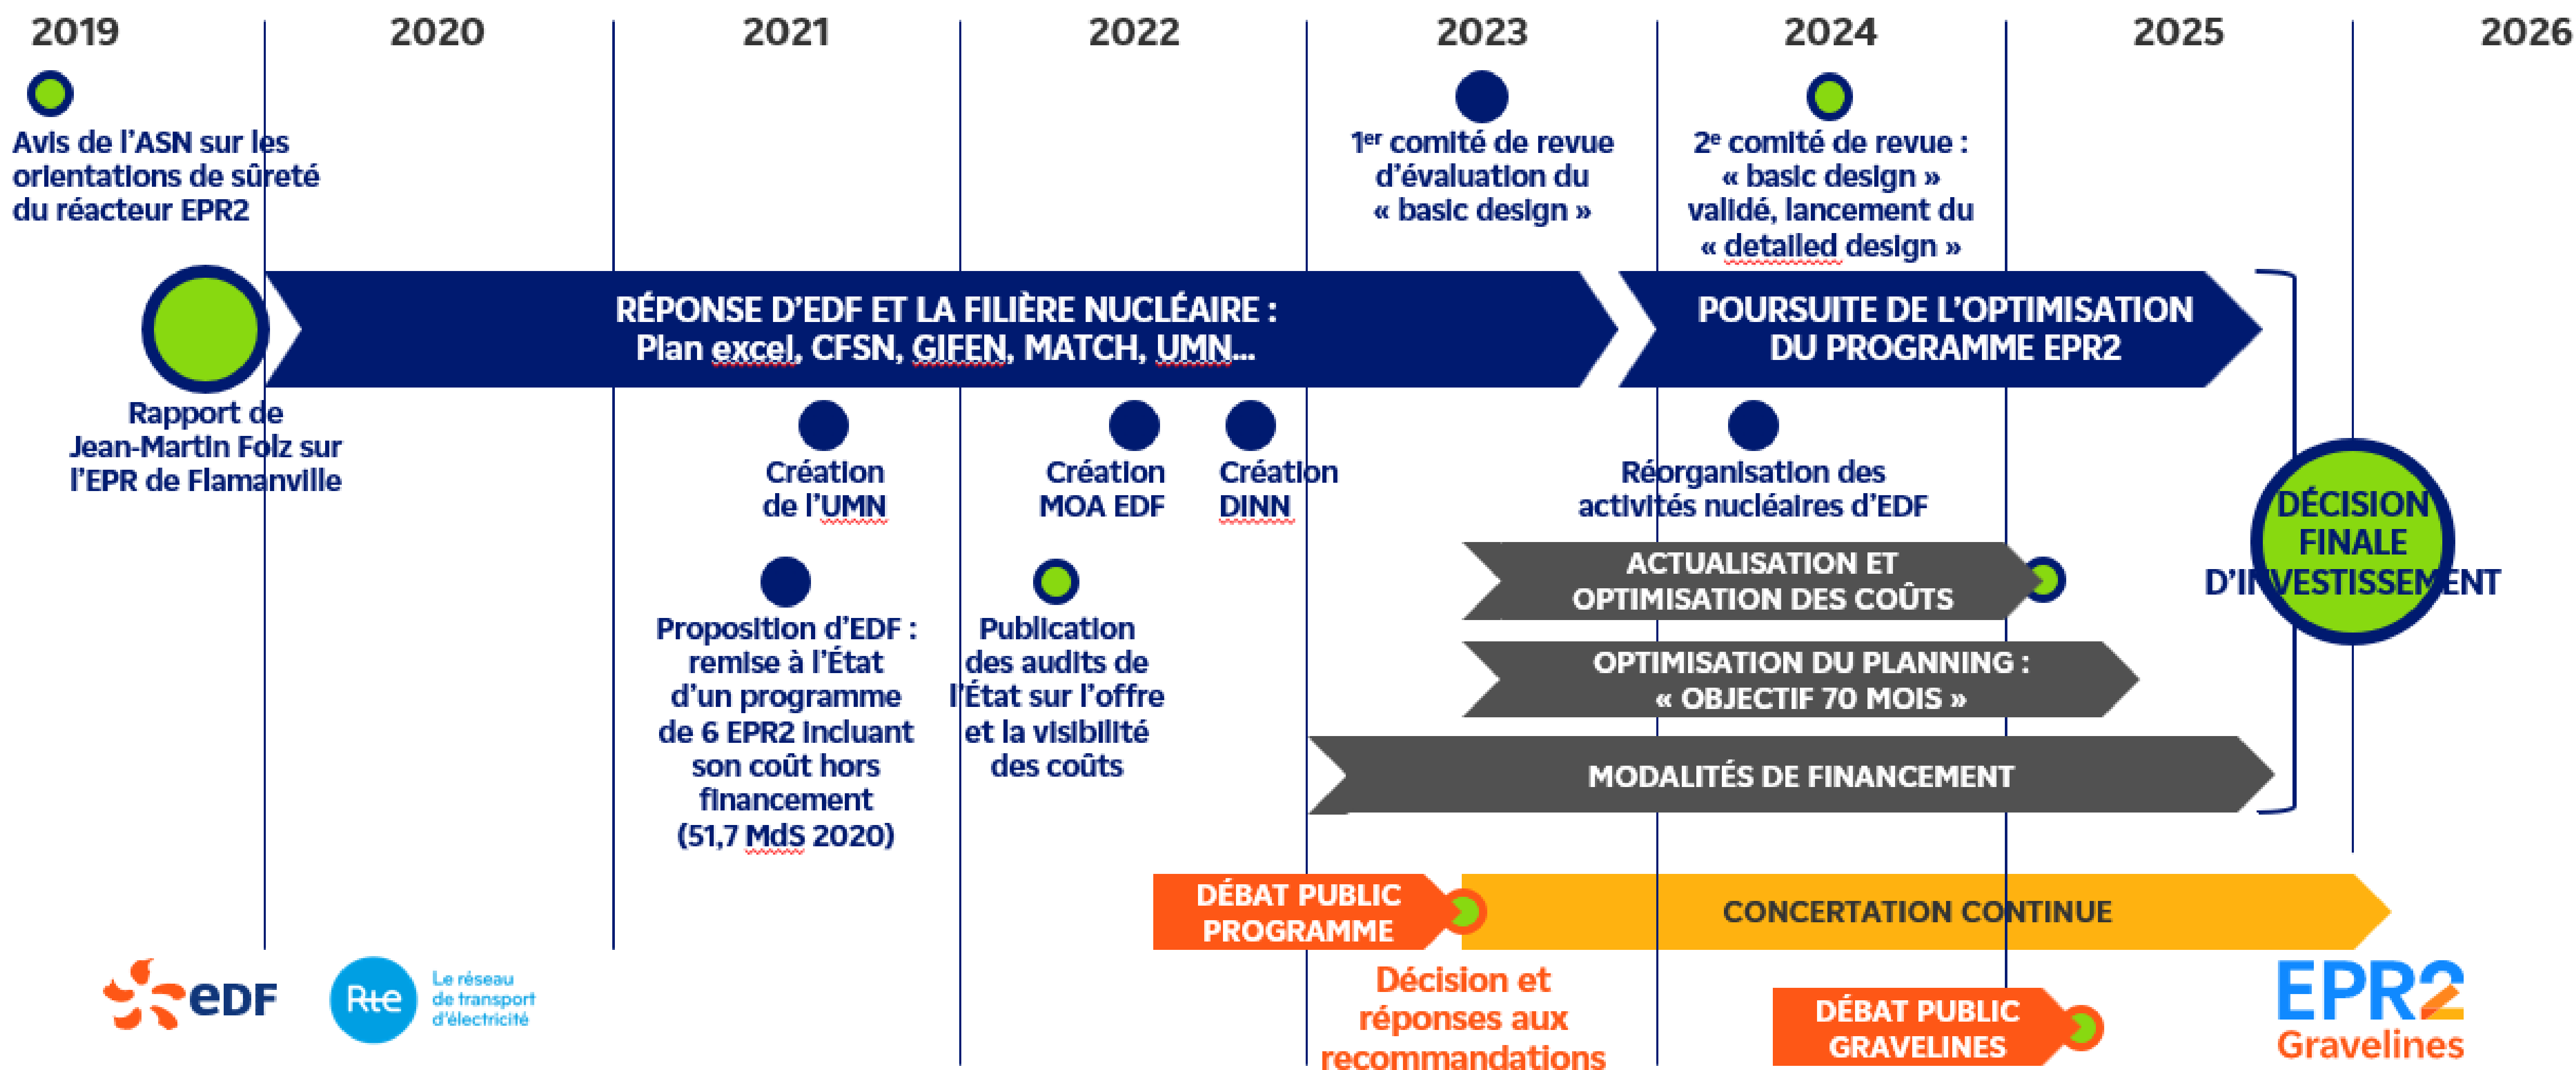 2019
2020
2021
2022
2023
2024
2025
2026
Avis de l'ASN sur les
orientations de sûreté
du réacteur EPR2
1er comité de revue
d'évaluation du
« basic design »
2e comité de revue :
« basic design »
validé, lancement du
« detailed design »
RÉPONSE D'EDF ET LA FILIÈRE NUCLÉAIRE :
Plan excel, CFSN, GIFEN, MATCH, UMN...
POURSUITE DE L'OPTIMISATION
DU PROGRAMME EPR2
Rapport de
Jean-Martin Folz sur
l'EPR de Flamanville
Création
de l'UMN
Création
MOA EDF
Création
DINN
Réorganisation des
activités nucléaires d'EDF
DÉCISION
FINALE
D'INVESTISSEMENT
ACTUALISATION ET
OPTIMISATION DES COÛTS
Proposition d'EDF :
remise à l'État
d'un programme
de 6 EPR2 incluant
son coût hors
financement
(51,7 MdS 2020)
Publication
des audits de
l'État sur l'offre
et la visibilité
des coûts
OPTIMISATION DU PLANNING :
« OBJECTIF 70 MOIS »
MODALITÉS DE FINANCEMENT
DÉBAT PUBLIC
PROGRAMME
CONCERTATION CONTINUE
Décision et
réponses aux
recommandations
DÉBAT PUBLIC
GRAVELINES
eDF
Rte
Le réseau
de transport
d'électricité
EPR2
Gravelines